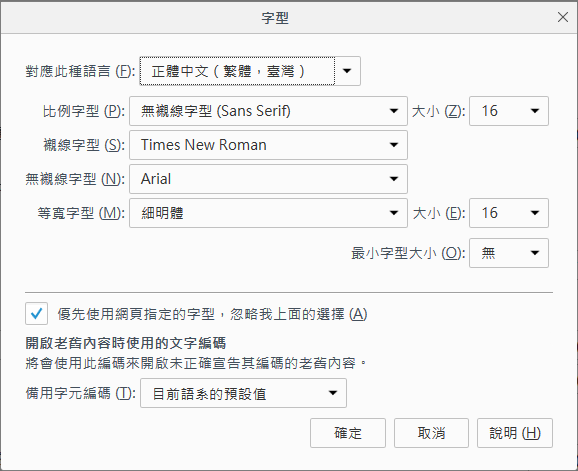 字型
對應此種語言 (F): 正體中文（繁體，臺灣）
比例字型 (P): 無襯線字型 (Sans Serif) 大小 (Z): 16
襯線字型 (S): Times New Roman
無襯線字型 (N): Arial
等寬字型 (M): 細明體 大小 (E): 16
最小字型大小 (O): 無
優先使用網頁指定的字型，忽略我上面的選擇 (A)
開啟老舊內容時使用的文字編碼
將會使用此編碼來開啟未正確宣告其編碼的老舊內容。
備用字元編碼 (T): 目前語系的預設值
確定 取消 說明 (H)